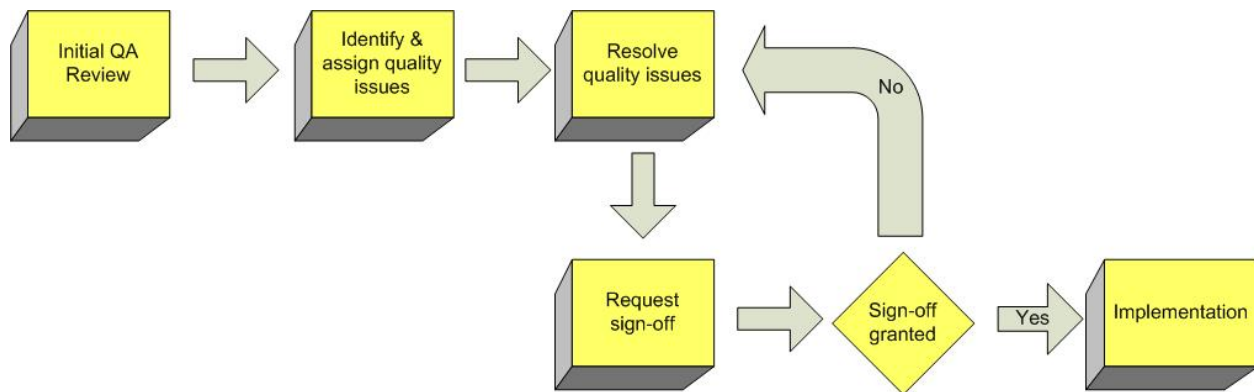 Initial QA
Review
Identify &
assign quality
issues
Resolve
quality issues
No
Request
sign-off
Sign-off
granted
Yes
Implementation